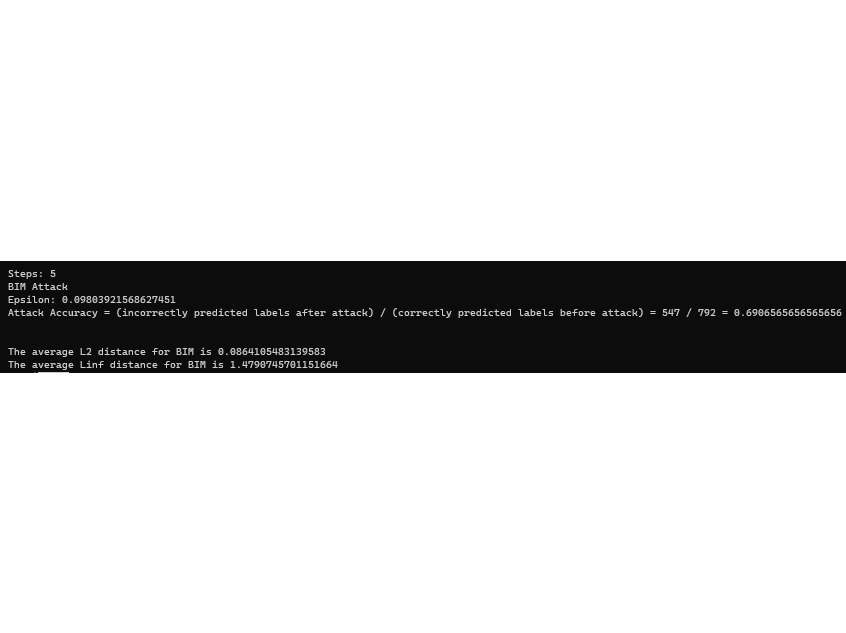 Steps: 5
BIM Attack
Epsilon: 0.09803921568627451
Attack Accuracy = (incorrectly predicted labels after attack) / (correctly predicted labels before attack) = 547 / 792 = 0.6906565656565656
The average L2 distance for BIM is 0.0864105483139583
The average Linf distance for BIM is 1.4790745701151664